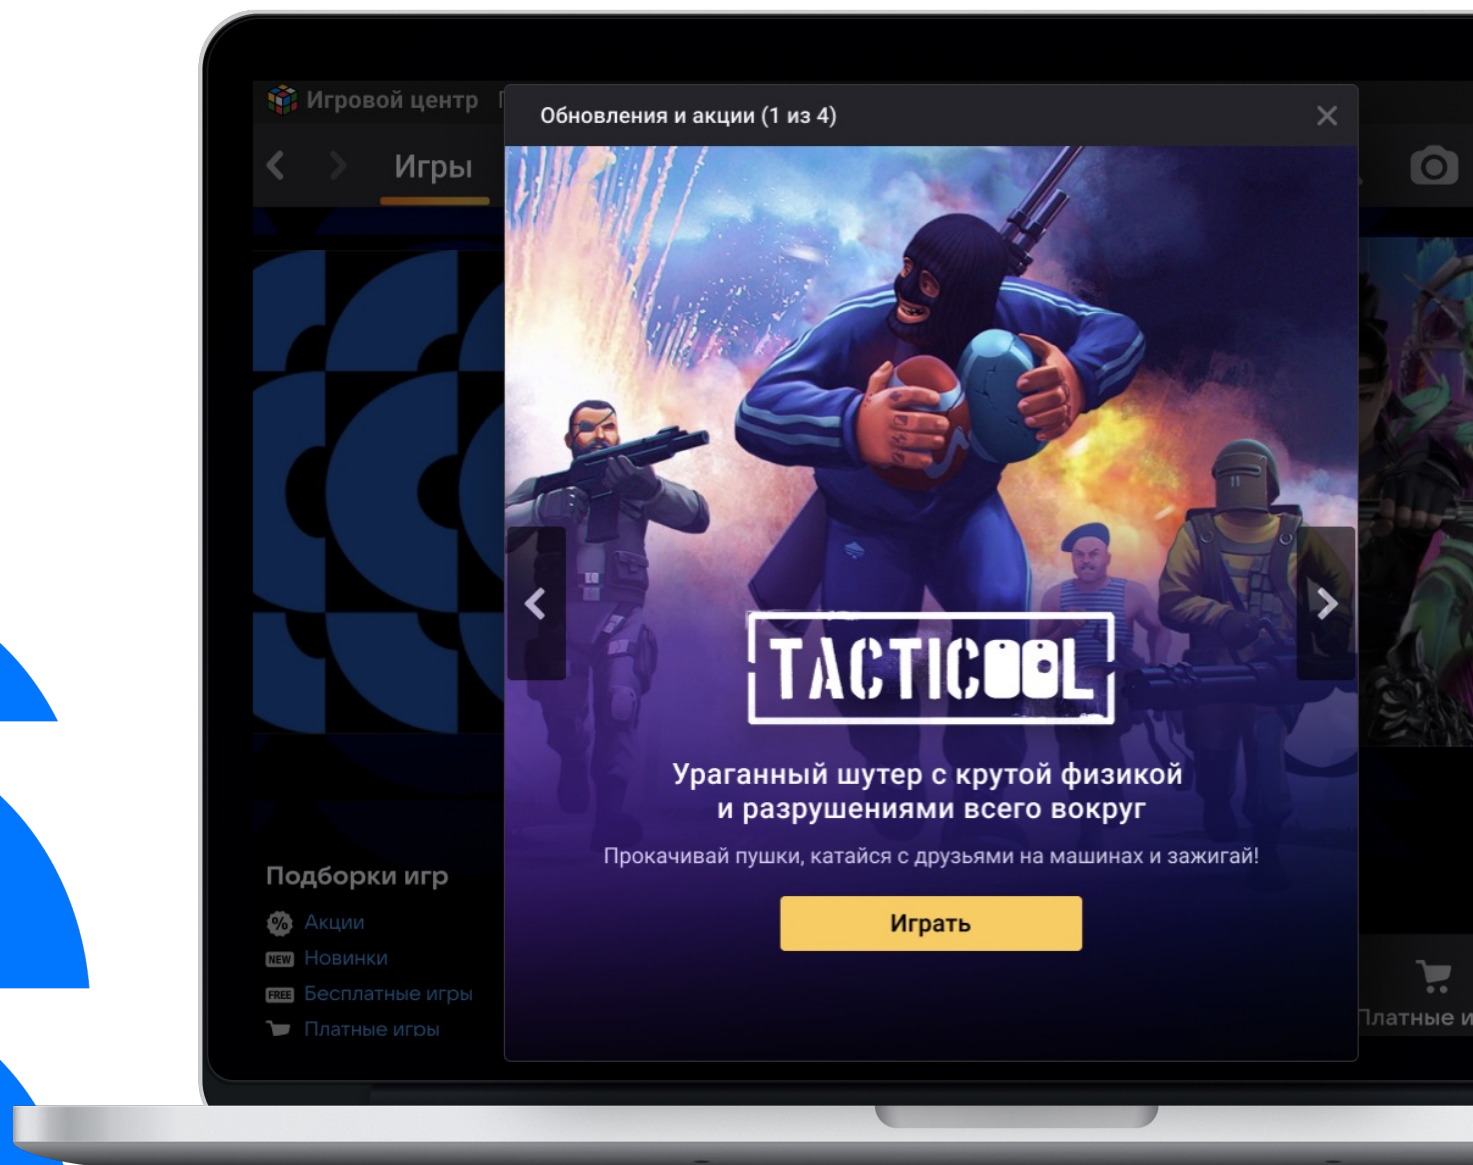 Игровой центр
Обновления и акции (1 из 4)
Игры
TACTICOOL
Ураганный шутер с крутой физикой
и разрушениями всего вокруг
Прокачивай пушки, катайся с друзьями на машинах и зажигай!
Играть
Подборки игр
% Акции
NEW Новинки
FREE Бесплатные игры
Платные игры
Платные